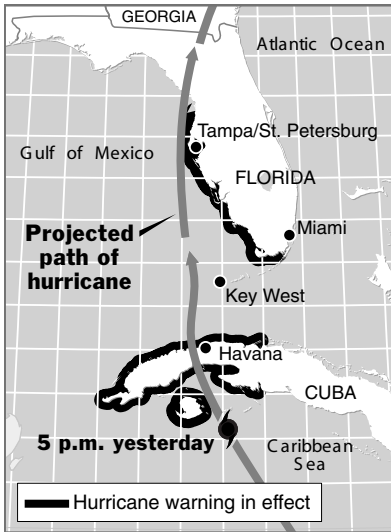 GEORGIA
Atlantic Ocean
Tampa/St. Petersburg
Gulf of Mexico
FLORIDA
Miami
Projected
path of
hurricane
Key West
Havana
CUBA
5 p.m. yesterday
Caribbean
Sea
Hurricane warning in effect